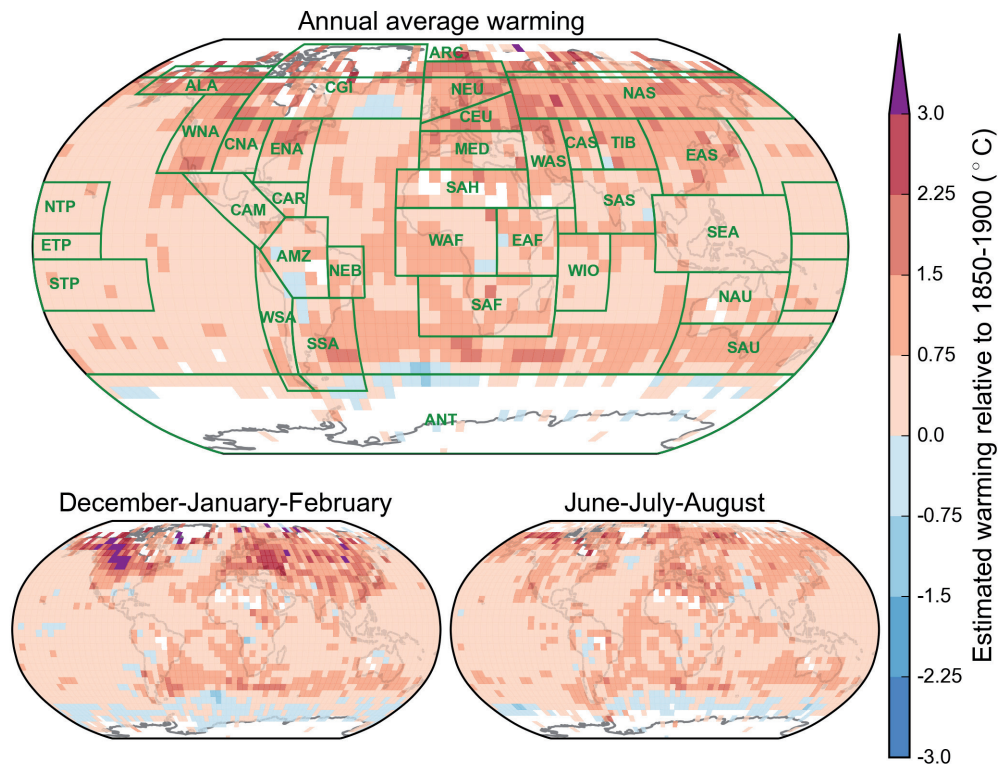 Annual average warming
ARC
ALA
CGI
NEU
NAS
WNA
CNA
ENA
CEU
MED
WAS
CAS
TIB
EAS
SAH
SAS
CAM
CAR
NTP
ETP
STP
AMZ
NEB
WAF
EAF
WIO
SEA
WSA
SSA
SAF
NAU
SAU
ANT
3.0
2.25
1.5
0.75
0.0
-0.75
-1.5
-2.25
-3.0
Estimated warming relative to 1850-1900 (°C)
December-January-February
June-July-August